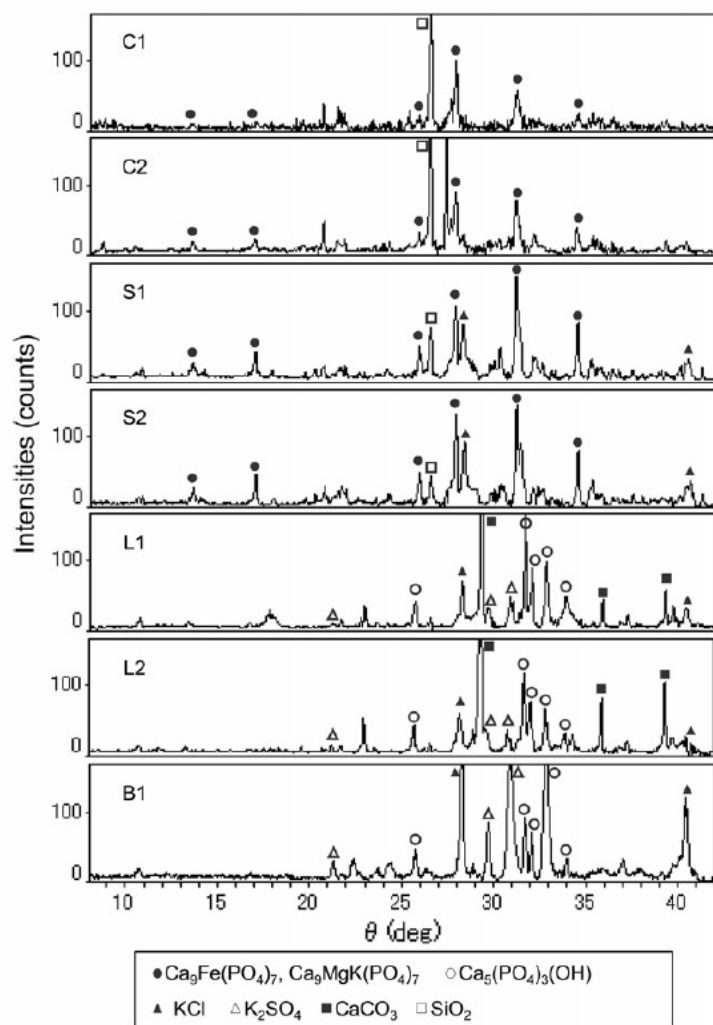 C1
100
0
C2
100
0
S1
100
0
S2
100
0
L1
100
0
L2
100
0
B1
100
0
Intensities (counts)
10 15 20 25 30 35 40
θ (deg)
● Ca₉Fe(PO₄)₇, Ca₉MgK(PO₄)₇ ○ Ca₅(PO₄)₃(OH)
▲ KCl △ K₂SO₄ ■ CaCO₃ □ SiO₂